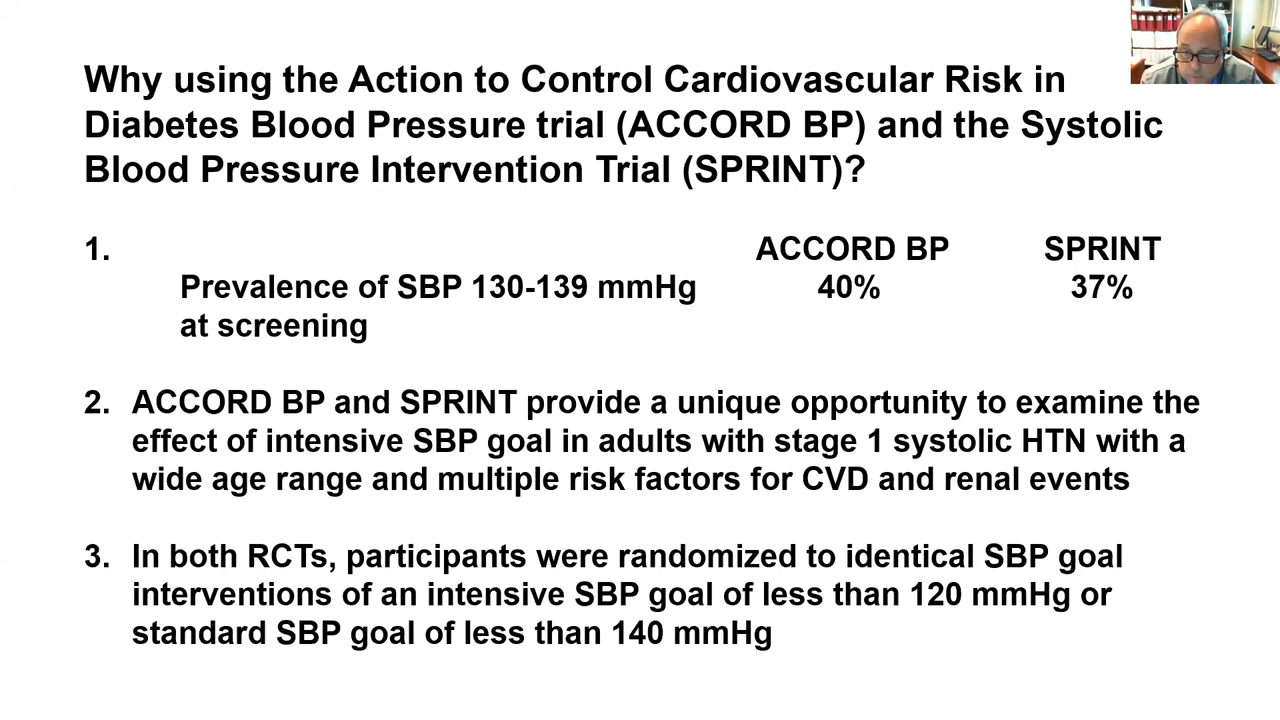 Why using the Action to Control Cardiovascular Risk in
Diabetes Blood Pressure trial (ACCORD BP) and the Systolic
Blood Pressure Intervention Trial (SPRINT)?
1. ACCORD BP SPRINT
Prevalence of SBP 130-139 mmHg 40% 37%
at screening
2. ACCORD BP and SPRINT provide a unique opportunity to examine the
effect of intensive SBP goal in adults with stage 1 systolic HTN with a
wide age range and multiple risk factors for CVD and renal events
3. In both RCTs, participants were randomized to identical SBP goal
interventions of an intensive SBP goal of less than 120 mmHg or
standard SBP goal of less than 140 mmHg